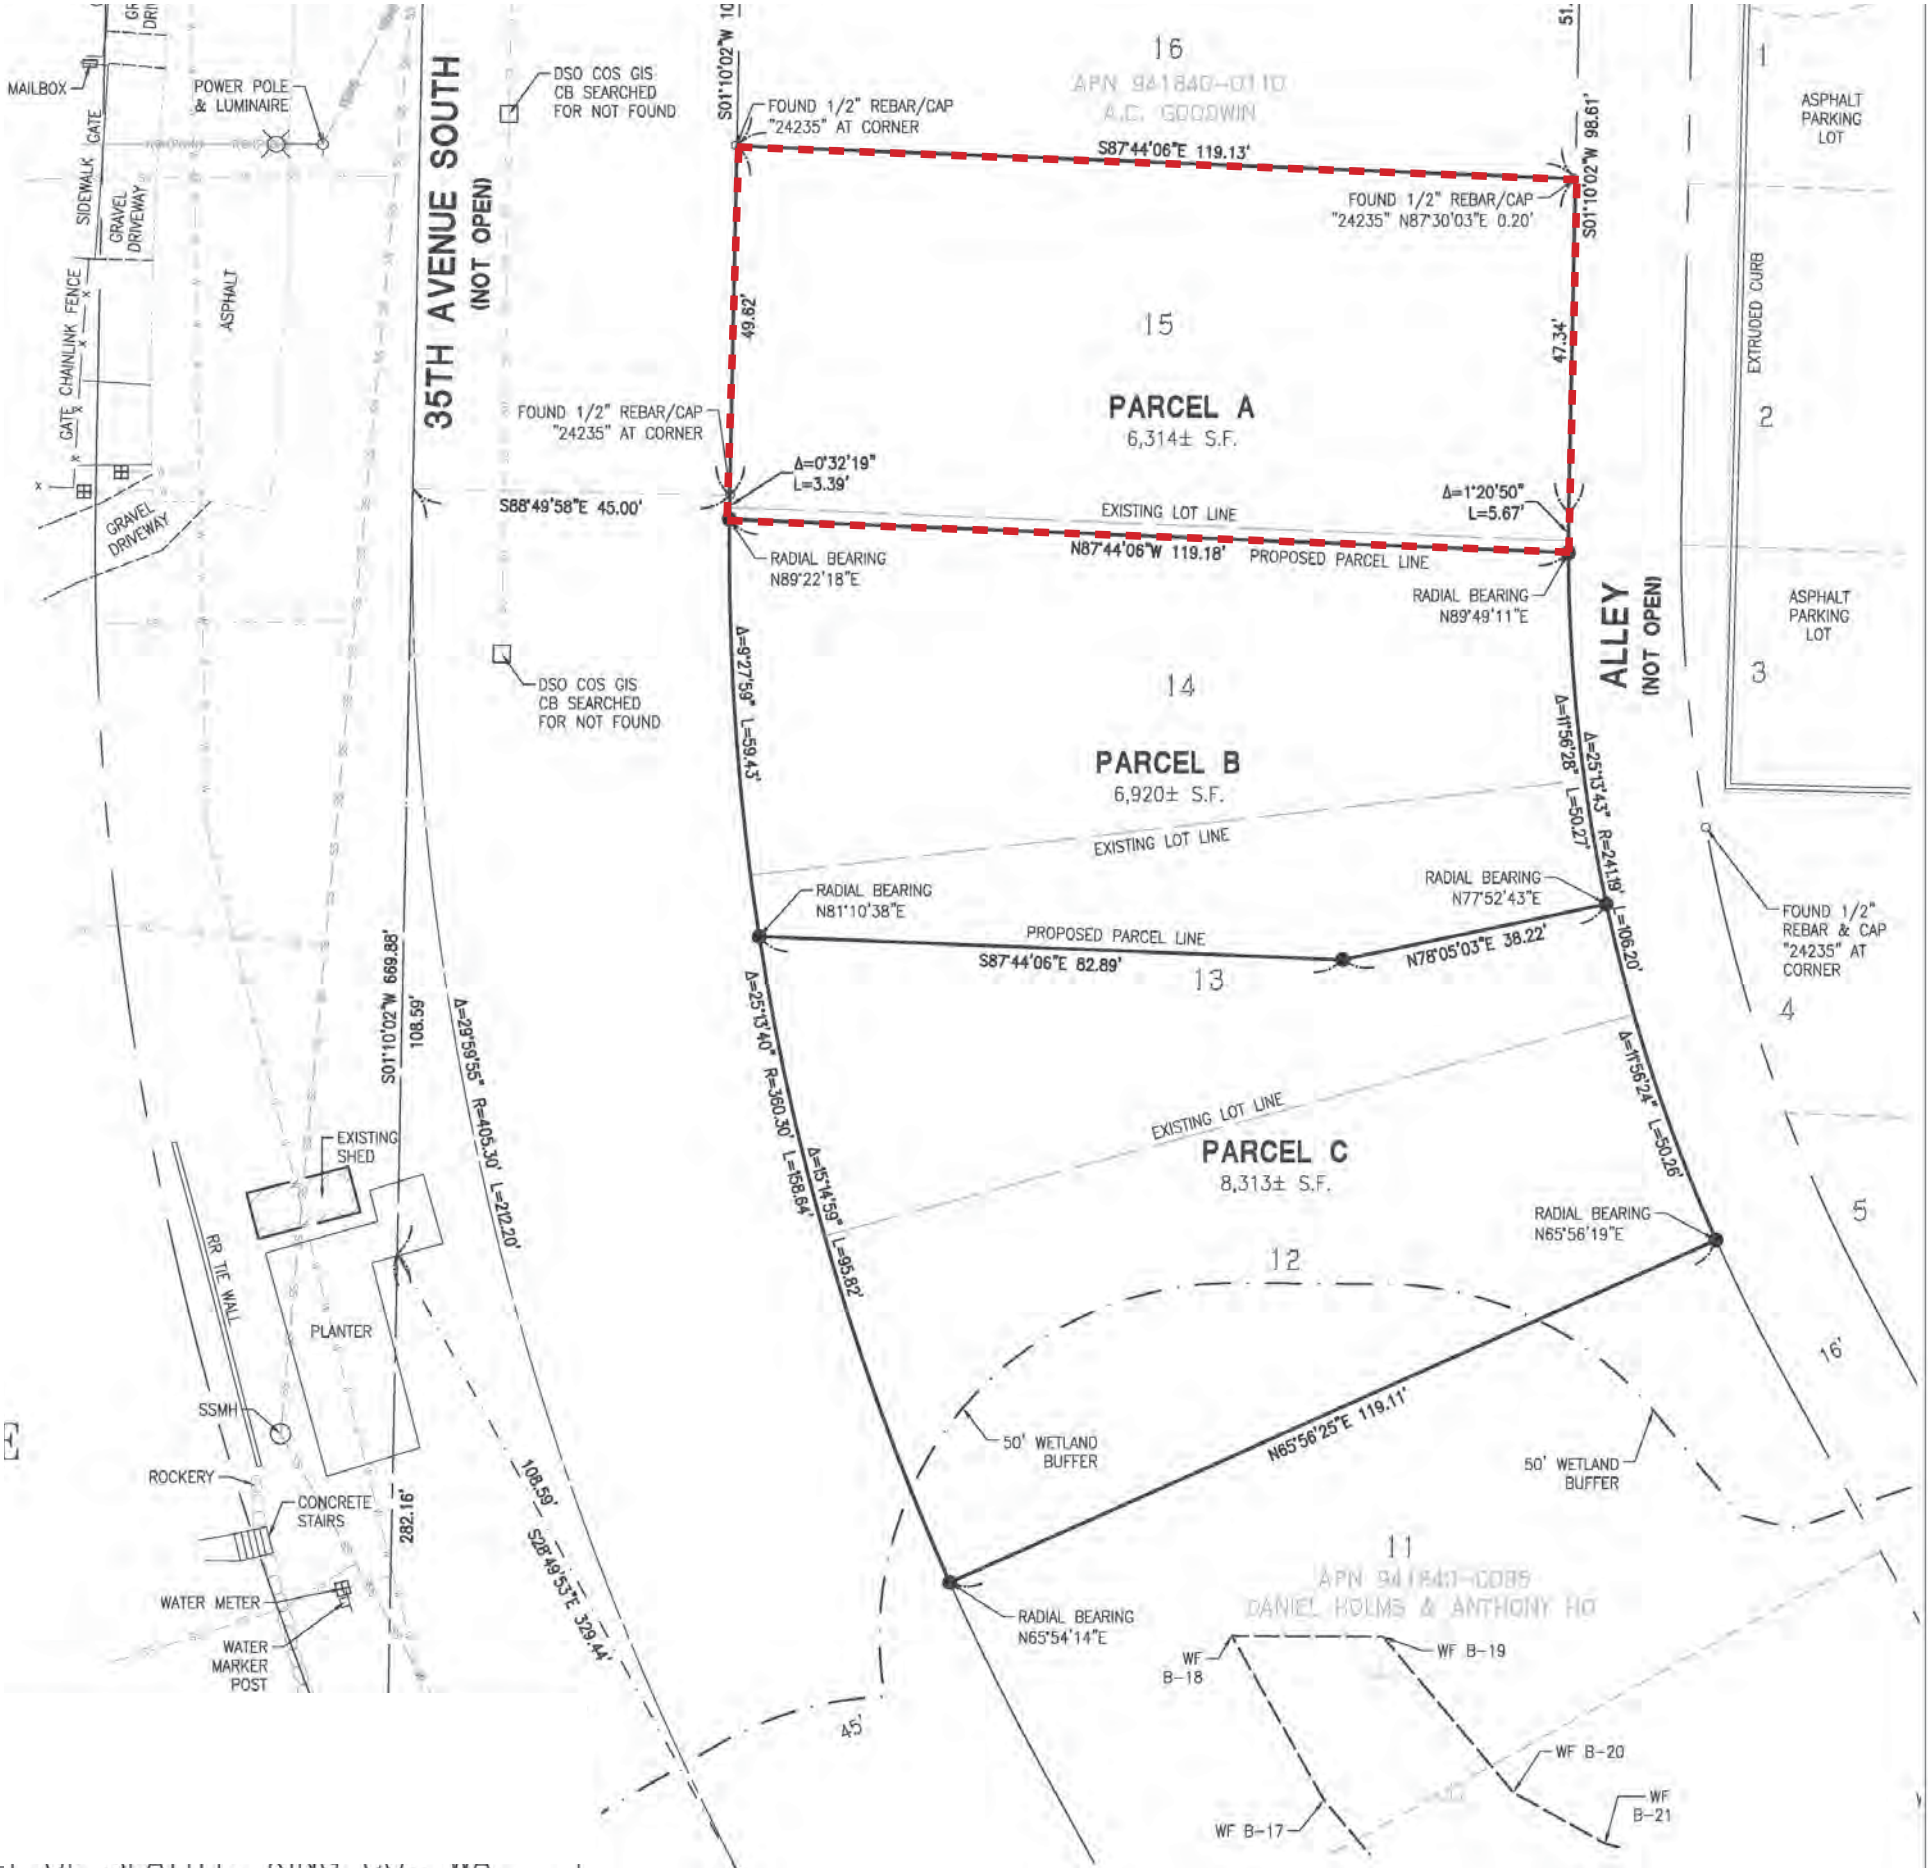 MAILBOX
POWER POLE
& LUMINAIRE
SIDEWALK GATE
GRAVEL
DRIVEWAY
ASPHALT
GATE CHAINLINK FENCE
GRAVEL
DRIVEWAY
35TH AVENUE SOUTH
(NOT OPEN)
DSO COS GIS
CB SEARCHED
FOR NOT FOUND
S01°10'02"W 10
FOUND 1/2" REBAR/CAP
"24235" AT CORNER
16
APN 941840-0110
A.C. GOODWIN
S87°44'06"E 119.13'
51.
S01°10'02"W 98.61'
FOUND 1/2" REBAR/CAP
"24235" N87°30'03"E 0.20'
1
ASPHALT
PARKING
LOT
EXTRUDED CURB
49.62'
15
47.34'
PARCEL A
6,314± S.F.
2
FOUND 1/2" REBAR/CAP
"24235" AT CORNER
Δ=0°32'19"
L=3.39'
S88°49'58"E 45.00'
EXISTING LOT LINE
Δ=1°20'50"
L=5.67'
N87°44'06"W 119.18'
PROPOSED PARCEL LINE
RADIAL BEARING
N89°22'18"E
RADIAL BEARING
N89°49'11"E
ALLEY
(NOT OPEN)
ASPHALT
PARKING
LOT
3
DSO COS GIS
CB SEARCHED
FOR NOT FOUND
Δ=9°27'59" L=59.43'
14
PARCEL B
6,920± S.F.
EXISTING LOT LINE
Δ=11°56'28" L=50.27'
Δ=25°13'43" R=241.19' L=106.20'
RADIAL BEARING
N81°10'38"E
RADIAL BEARING
N77°52'43"E
PROPOSED PARCEL LINE
S87°44'06"E 82.89'
N78°05'03"E 38.22'
13
FOUND 1/2"
REBAR & CAP
"24235" AT
CORNER
4
S01°10'02"W 669.88'
108.59'
Δ=29°59'55" R=405.30' L=212.20'
Δ=25°13'40" R=360.30' L=158.64'
Δ=15°14'59" L=95.82'
Δ=11°56'24" L=50.26'
EXISTING LOT LINE
PARCEL C
8,313± S.F.
EXISTING
SHED
RR TIE WALL
PLANTER
5
RADIAL BEARING
N65°56'19"E
12
16'
SSMH
ROCKERY
CONCRETE
STAIRS
50' WETLAND
BUFFER
N65°56'25"E 119.11'
50' WETLAND
BUFFER
282.16'
108.59'
S28°49'53"E 329.44'
WATER METER
WATER
MARKER
POST
11
APN 941840-0095
DANIEL HOLMS & ANTHONY HO
RADIAL BEARING
N65°54'14"E
WF
B-18
WF B-19
45'
WF B-20
WF
B-21
WF B-17